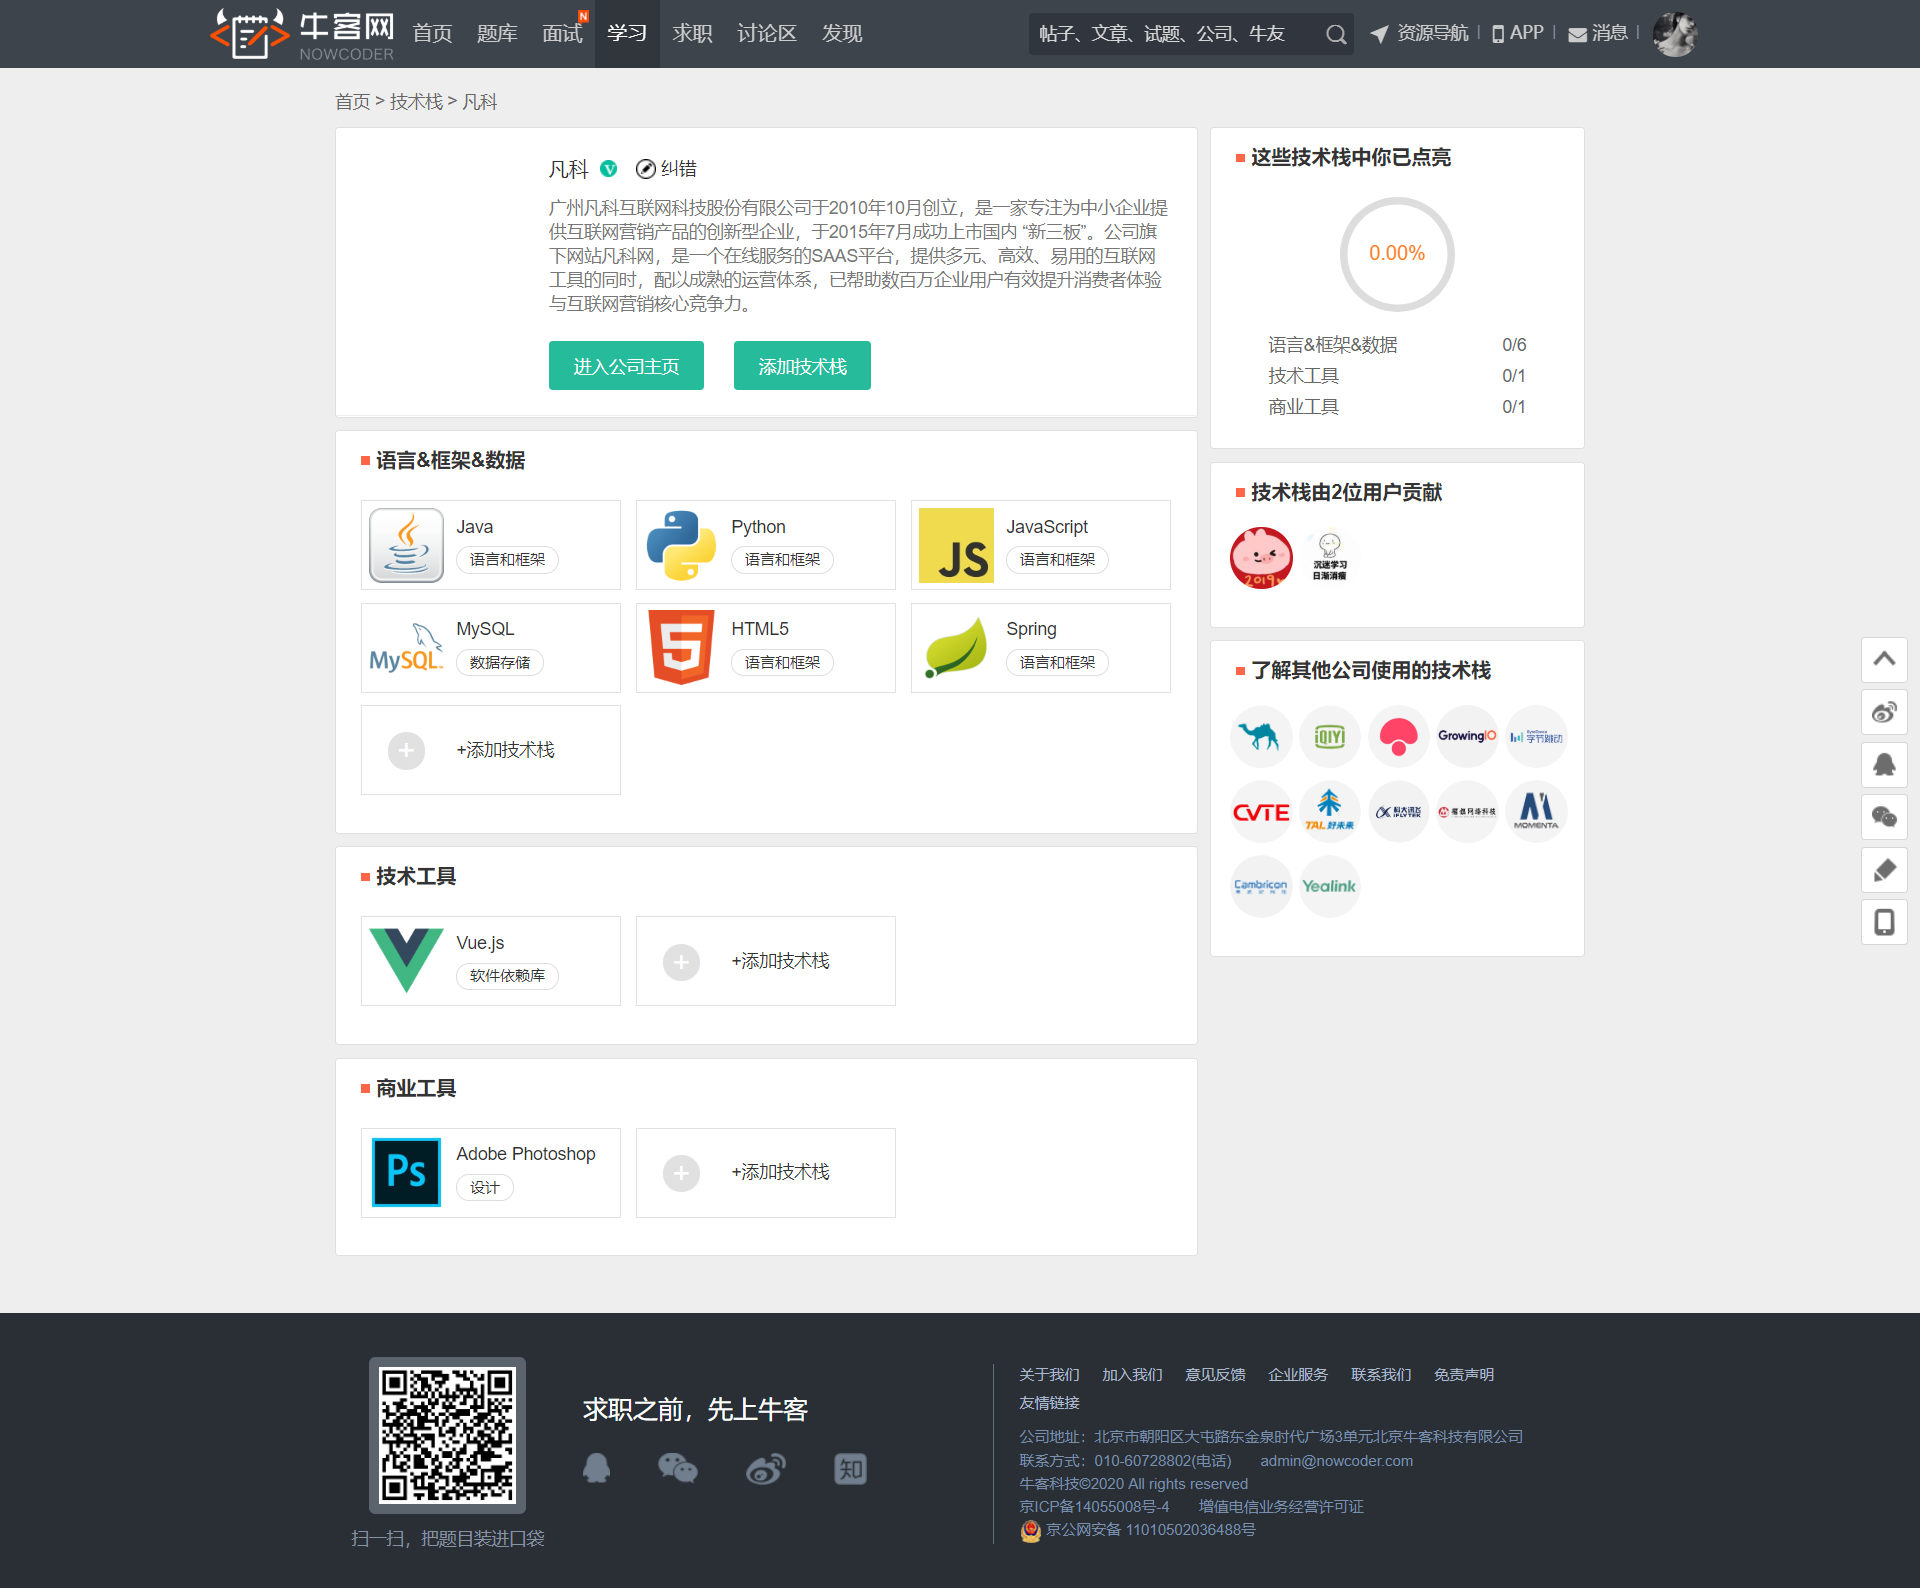 牛客网
NOWCODER
首页
题库
面试
N
学习
求职
讨论区
发现
帖子、文章、试题、公司、牛友
资源导航
APP
消息
首页 > 技术栈 > 凡科
凡科
V
纠错
广州凡科互联网科技股份有限公司于2010年10月创立，是一家专注为中小企业提
供互联网营销产品的创新型企业，于2015年7月成功上市国内 “新三板”。公司旗
下网站凡科网，是一个在线服务的SAAS平台，提供多元、高效、易用的互联网
工具的同时，配以成熟的运营体系，已帮助数百万企业用户有效提升消费者体验
与互联网营销核心竞争力。
进入公司主页
添加技术栈
语言&框架&数据
Java
语言和框架
Python
语言和框架
JS
JavaScript
语言和框架
MySQL
MySQL
数据存储
5
HTML5
语言和框架
Spring
语言和框架
+添加技术栈
技术工具
Vue.js
软件依赖库
+添加技术栈
商业工具
Ps
Adobe Photoshop
设计
+添加技术栈
这些技术栈中你已点亮
0.00%
语言&框架&数据 0/6
技术工具 0/1
商业工具 0/1
技术栈由2位用户贡献
2019
沉迷学习
日渐消瘦
了解其他公司使用的技术栈
iQIYI
GrowingIO
字节跳动
CVTE
TAL好未来
科大讯飞
iFLYTEK
MOMENTA
Cambricon
Yealink
求职之前，先上牛客
知
扫一扫，把题目装进口袋
关于我们 加入我们 意见反馈 企业服务 联系我们 免责声明
友情链接
公司地址：北京市朝阳区大屯路东金泉时代广场3单元北京牛客科技有限公司
联系方式：010-60728802(电话) admin@nowcoder.com
牛客科技©2020 All rights reserved
京ICP备14055008号-4 增值电信业务经营许可证
京公网安备 11010502036488号